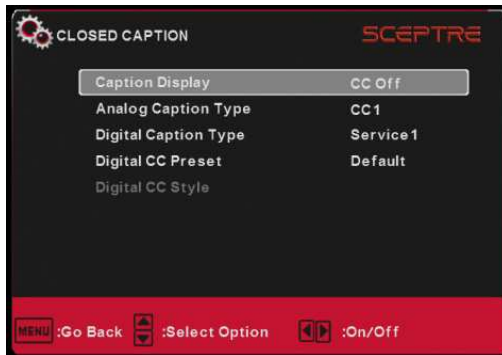 CLOSED CAPTION
SCEPTRE
Caption Display CC Off
Analog Caption Type CC1
Digital Caption Type Service1
Digital CC Preset Default
Digital CC Style
MENU :Go Back :Select Option :On/Off